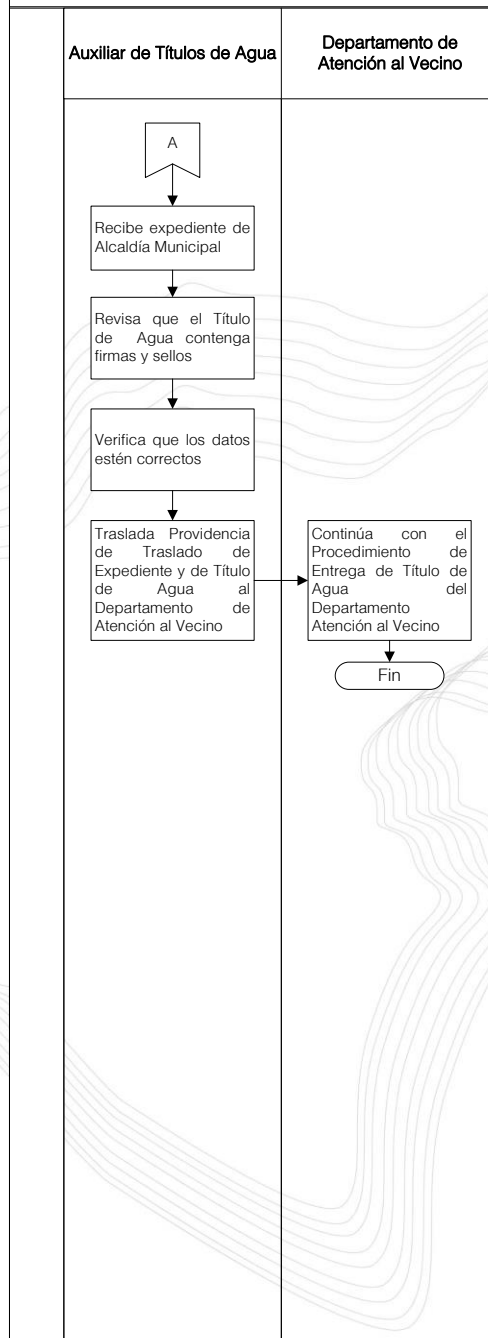 Auxiliar de Títulos de Agua
Departamento de
Atención al Vecino
A
Recibe expediente de
Alcaldía Municipal
Revisa que el Título
de Agua contenga
firmas y sellos
Verifica que los datos
estén correctos
Traslada Providencia
de Traslado de
Expediente y de Título
de Agua al
Departamento de
Atención al Vecino
Continúa con el
Procedimiento de
Entrega de Título de
Agua del
Departamento
Atención al Vecino
Fin